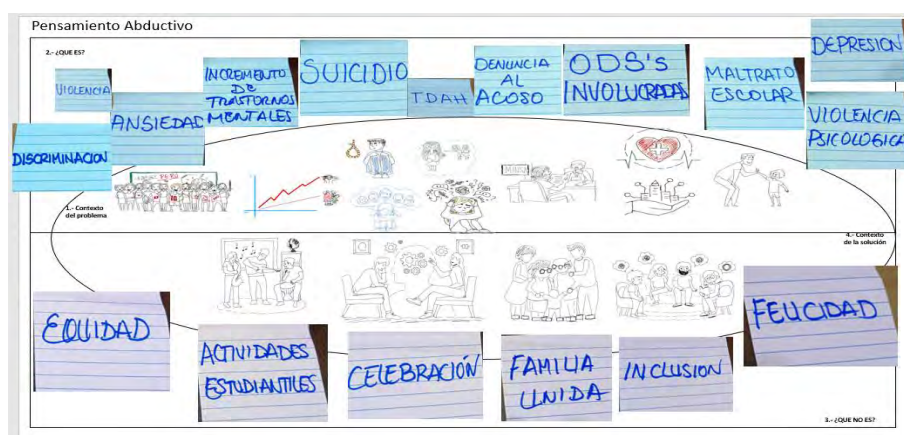 Pensamiento Abductivo
2.- ¿QUE ES?
VIOLENCIA
DISCRIMINACION
ANSIEDAD
INCREMENTO
DE
TRASTORNOS
MENTALES
SUICIDIO
TDAH
DENUNCIA
AL
ACOSO
ODS's
INVOLUCRADAS
MALTRATO
ESCOLAR
DEPRESION
VIOLENCIA
PSICOLOGICA
1.- Contexto
del problema
4.- Contexto
de la solución
EQUIDAD
ACTIVIDADES
ESTUDIANTILES
CELEBRACIÓN
FAMILIA
UNIDA
INCLUSION
FELICIDAD
3.- ¿QUE NO ES?